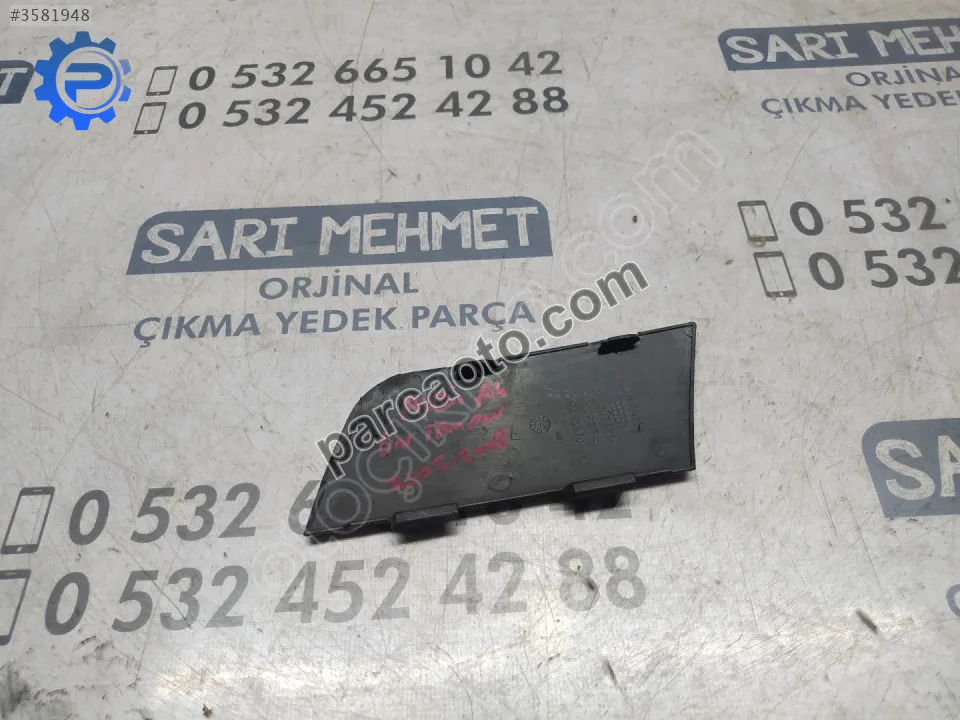 #3581948
0 532 665 10 42
0 532 452 42 88
SARI MEHMET
ORJİNAL
ÇIKMA YEDEK PARÇA
SARI MEHMET
ORJİNAL
ÇIKMA YEDEK PARÇA
0 532
0 532
parcaoto.com
0 532 6 42
0 532 452 42 88